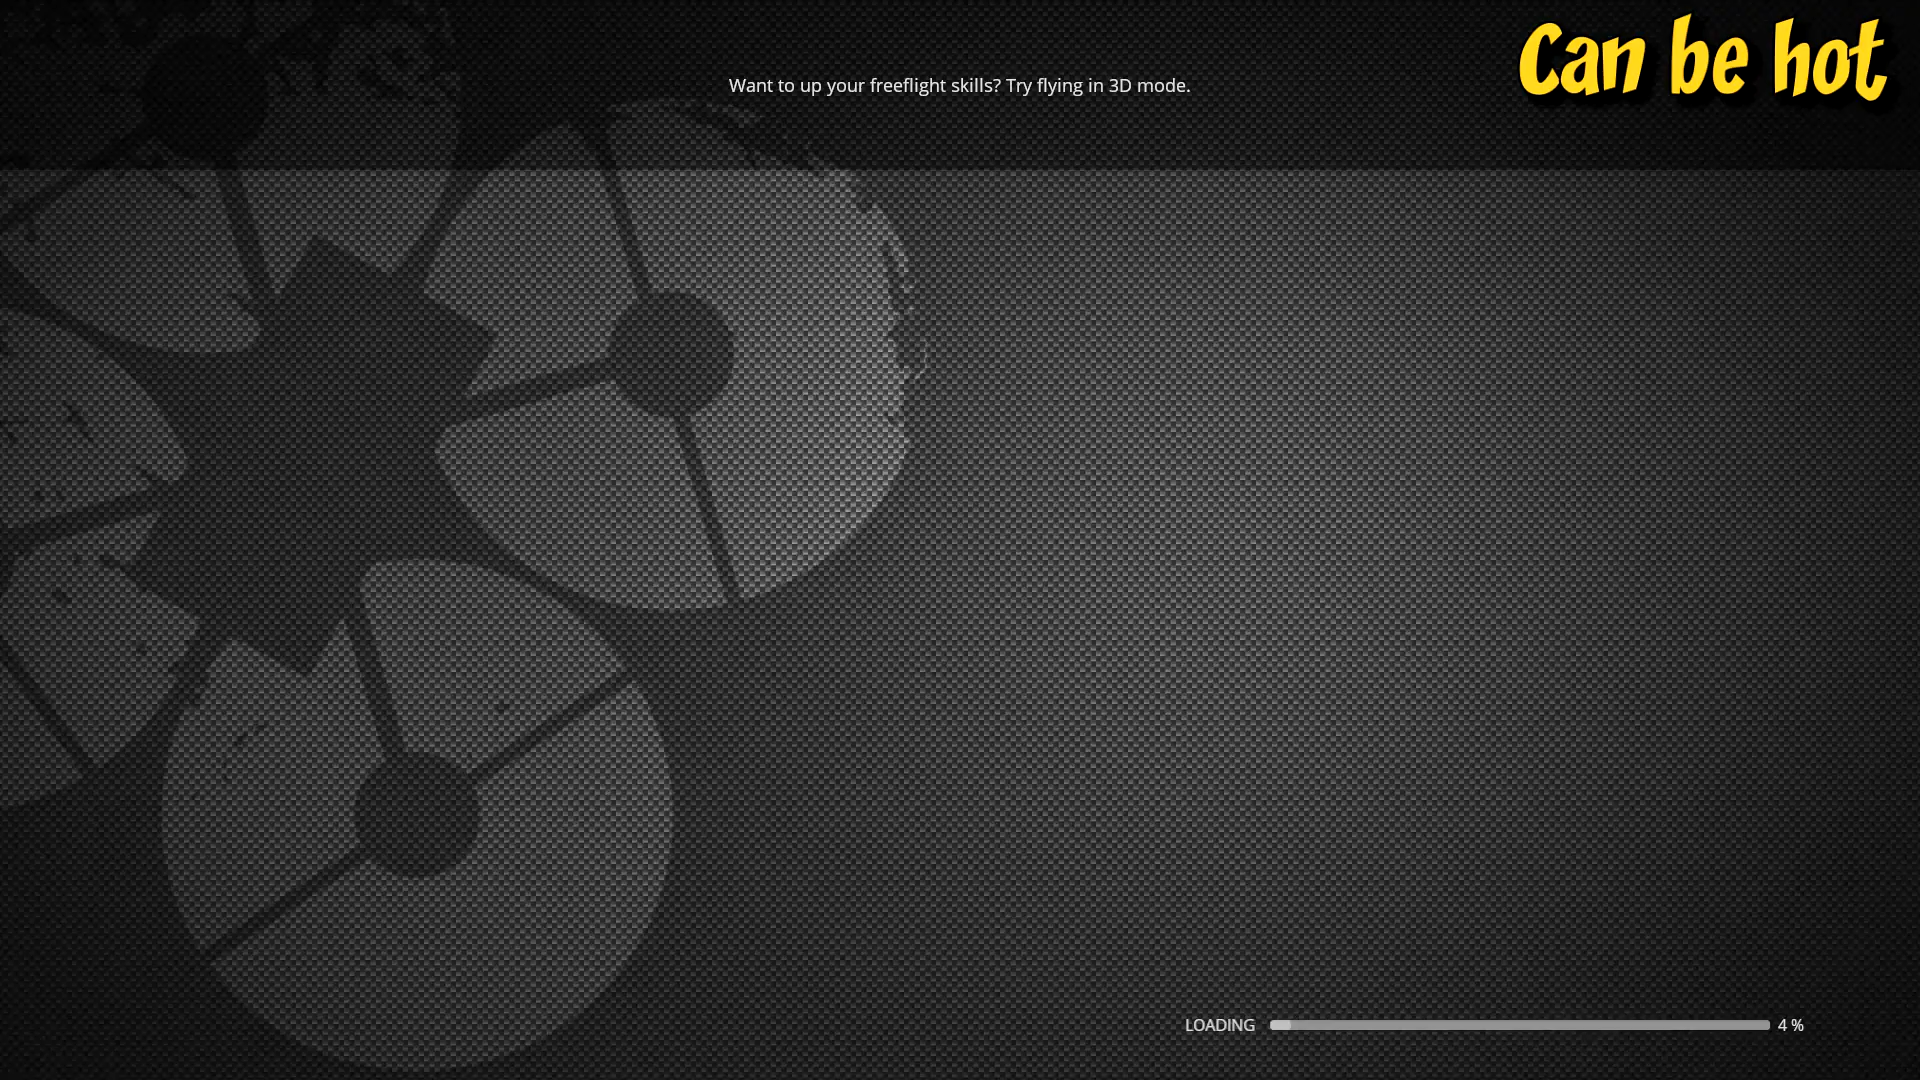 Can be hot
Want to up your freeflight skills? Try flying in 3D mode.
LOADING 4 %